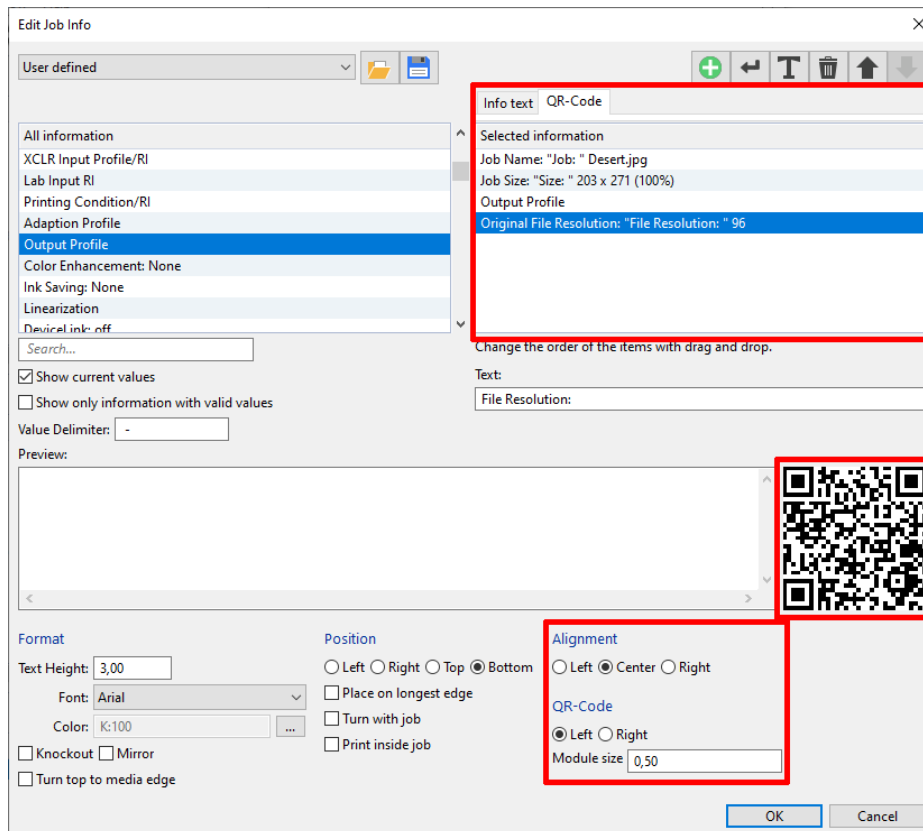 Edit Job Info
User defined
Info text QR-Code
All information
XCLR Input Profile/RI
Lab Input RI
Printing Condition/RI
Adaption Profile
Output Profile
Color Enhancement: None
Ink Saving: None
Linearization
DeviceLink: off
Selected information
Job Name: "Job: " Desert.jpg
Job Size: "Size: " 203 x 271 (100%)
Output Profile
Original File Resolution: "File Resolution: " 96
Search...
Change the order of the items with drag and drop.
Show current values
Text:
Show only information with valid values
File Resolution:
Value Delimiter: -
Preview:
Format
Text Height: 3,00
Font: Arial
Color: K:100 ...
Knockout Mirror
Turn top to media edge
Position
Left Right Top Bottom
Place on longest edge
Turn with job
Print inside job
Alignment
Left Center Right
QR-Code
Left Right
Module size 0,50
OK Cancel